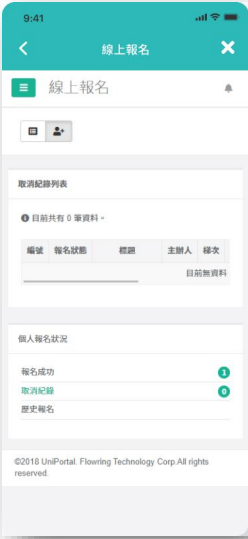 9:41
線上報名
線上報名
取消紀錄列表
目前共有 0 筆資料。
編號 報名狀態 標題 主辦人 梯次
目前無資料
個人報名狀況
報名成功 1
取消紀錄 0
歷史報名
©2018 UniPortal. Flowring Technology Corp.All rights
reserved.